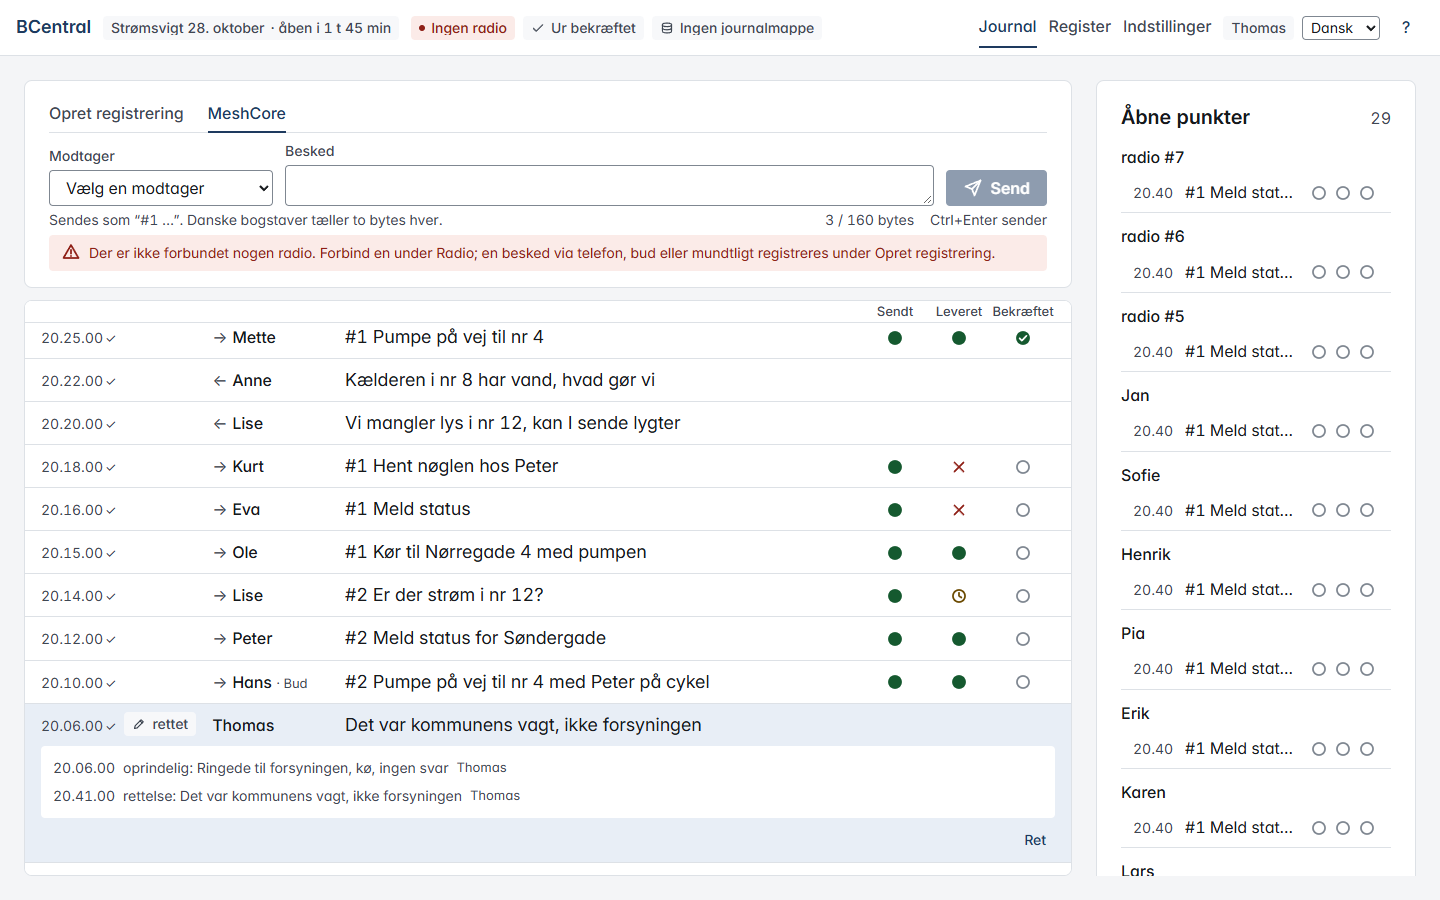 BCentral Strømsvigt 28. oktober · åben i 1 t 45 min Ingen radio Ur bekræftet Ingen journalmappe Journal Register Indstillinger Thomas Dansk ?
Opret registrering MeshCore
Modtager Besked
Vælg en modtager Send
Sendes som “#1 …”. Danske bogstaver tæller to bytes hver. 3 / 160 bytes Ctrl+Enter sender
Der er ikke forbundet nogen radio. Forbind en under Radio; en besked via telefon, bud eller mundtligt registreres under Opret registrering.
Sendt Leveret Bekræftet
20.25.00 → Mette #1 Pumpe på vej til nr 4
20.22.00 ← Anne Kælderen i nr 8 har vand, hvad gør vi
20.20.00 ← Lise Vi mangler lys i nr 12, kan I sende lygter
20.18.00 → Kurt #1 Hent nøglen hos Peter
20.16.00 → Eva #1 Meld status
20.15.00 → Ole #1 Kør til Nørregade 4 med pumpen
20.14.00 → Lise #2 Er der strøm i nr 12?
20.12.00 → Peter #2 Meld status for Søndergade
20.10.00 → Hans · Bud #2 Pumpe på vej til nr 4 med Peter på cykel
20.06.00 rettet Thomas Det var kommunens vagt, ikke forsyningen
20.06.00 oprindelig: Ringede til forsyningen, kø, ingen svar Thomas
20.41.00 rettelse: Det var kommunens vagt, ikke forsyningen Thomas
Ret
Åbne punkter 29
radio #7
20.40 #1 Meld stat...
radio #6
20.40 #1 Meld stat...
radio #5
20.40 #1 Meld stat...
Jan
20.40 #1 Meld stat...
Sofie
20.40 #1 Meld stat...
Henrik
20.40 #1 Meld stat...
Pia
20.40 #1 Meld stat...
Erik
20.40 #1 Meld stat...
Karen
20.40 #1 Meld stat...
Lars